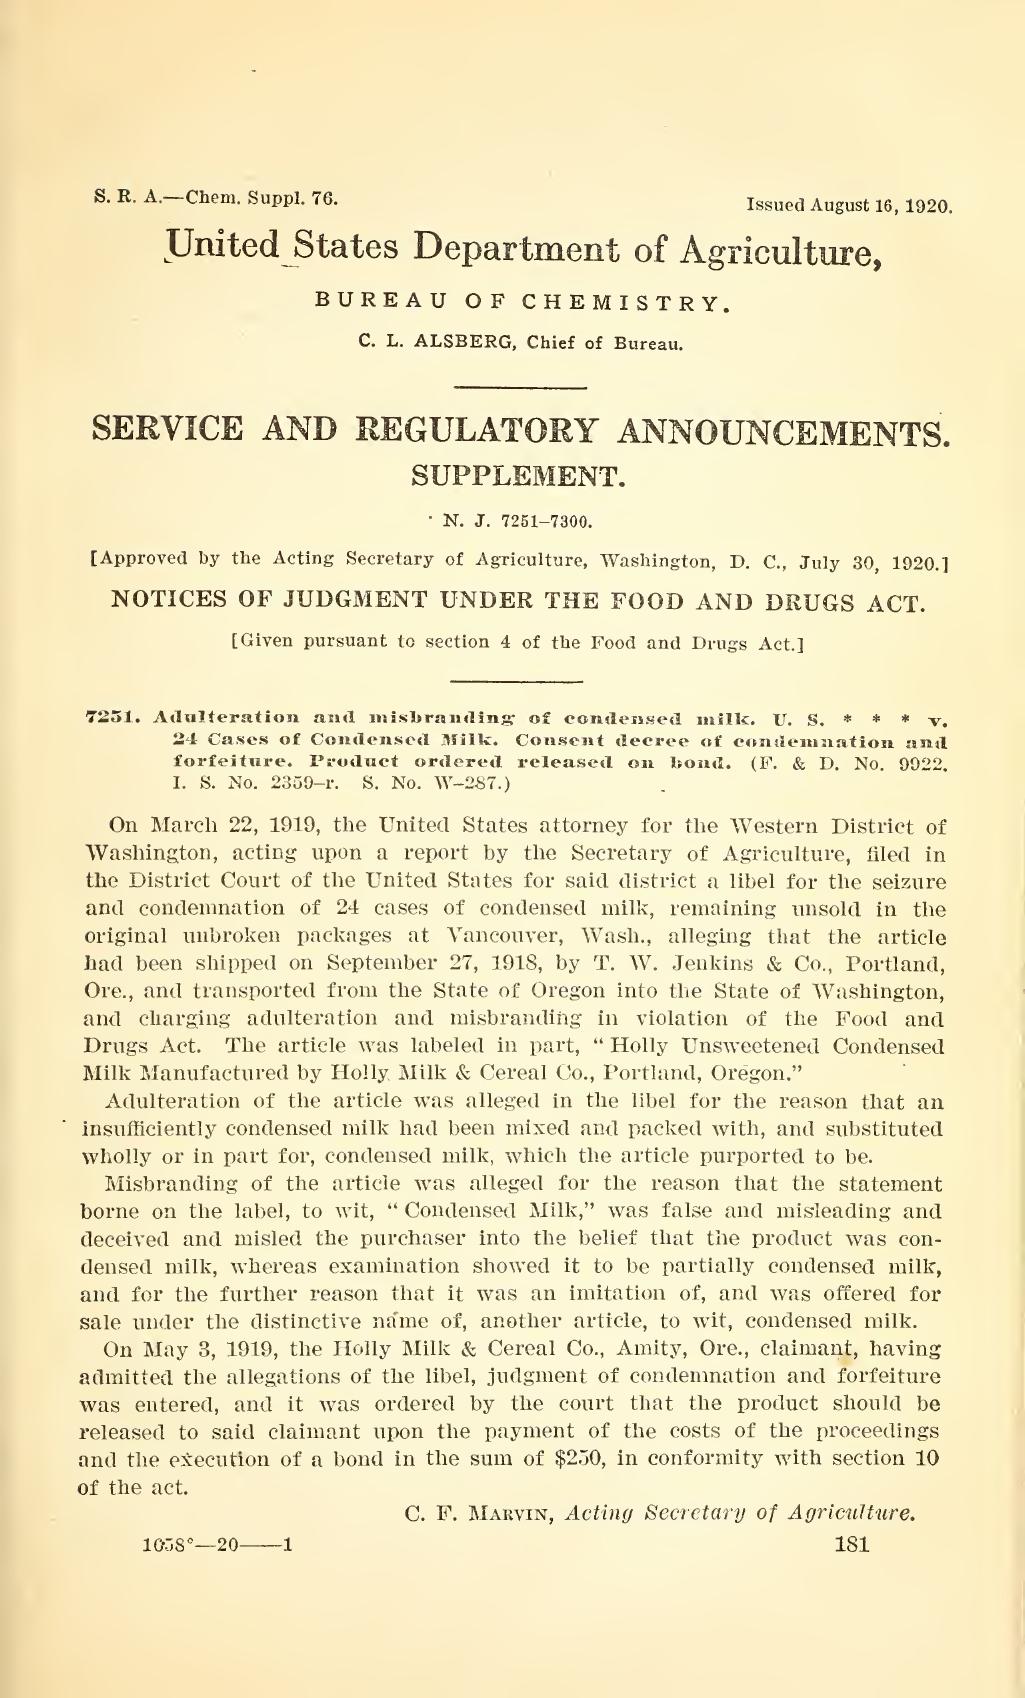 S. R. A.—Chem. Suppl. 76.
Issued August 16, 1920.
United States Department of Agriculture,
BUREAU OF CHEMISTRY.
C. L. ALSBERG, Chief of Bureau.
SERVICE AND REGULATORY ANNOUNCEMENTS.
SUPPLEMENT.
N. J. 7251–7300.
[Approved by the Acting Secretary of Agriculture, Washington, D. C., July 30, 1920.]
NOTICES OF JUDGMENT UNDER THE FOOD AND DRUGS ACT.
[Given pursuant to section 4 of the Food and Drugs Act.]
7251. Adulteration and misbranding of condensed milk. U. S. * * * v.
24 Cases of Condensed Milk. Consent decree of condemnation and
forfeiture. Product ordered released on bond. (F. & D. No. 9922.
I. S. No. 2359–r. S. No. W–287.)
On March 22, 1919, the United States attorney for the Western District of
Washington, acting upon a report by the Secretary of Agriculture, filed in
the District Court of the United States for said district a libel for the seizure
and condemnation of 24 cases of condensed milk, remaining unsold in the
original unbroken packages at Vancouver, Wash., alleging that the article
had been shipped on September 27, 1918, by T. W. Jenkins & Co., Portland,
Ore., and transported from the State of Oregon into the State of Washington,
and charging adulteration and misbranding in violation of the Food and
Drugs Act. The article was labeled in part, “Holly Unsweetened Condensed
Milk Manufactured by Holly Milk & Cereal Co., Portland, Oregon.”
Adulteration of the article was alleged in the libel for the reason that an
insufficiently condensed milk had been mixed and packed with, and substituted
wholly or in part for, condensed milk, which the article purported to be.
Misbranding of the article was alleged for the reason that the statement
borne on the label, to wit, “Condensed Milk,” was false and misleading and
deceived and misled the purchaser into the belief that the product was con-
densed milk, whereas examination showed it to be partially condensed milk,
and for the further reason that it was an imitation of, and was offered for
sale under the distinctive name of, another article, to wit, condensed milk.
On May 3, 1919, the Holly Milk & Cereal Co., Amity, Ore., claimant, having
admitted the allegations of the libel, judgment of condemnation and forfeiture
was entered, and it was ordered by the court that the product should be
released to said claimant upon the payment of the costs of the proceedings
and the execution of a bond in the sum of $250, in conformity with section 10
of the act.
C. F. MARVIN, Acting Secretary of Agriculture.
1058°—20——1
181